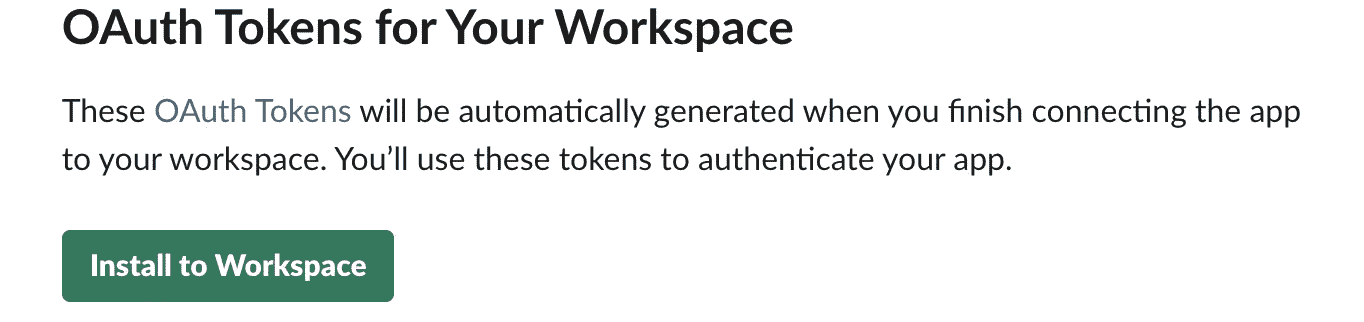 OAuth Tokens for Your Workspace
These OAuth Tokens will be automatically generated when you finish connecting the app
to your workspace. You’ll use these tokens to authenticate your app.
Install to Workspace